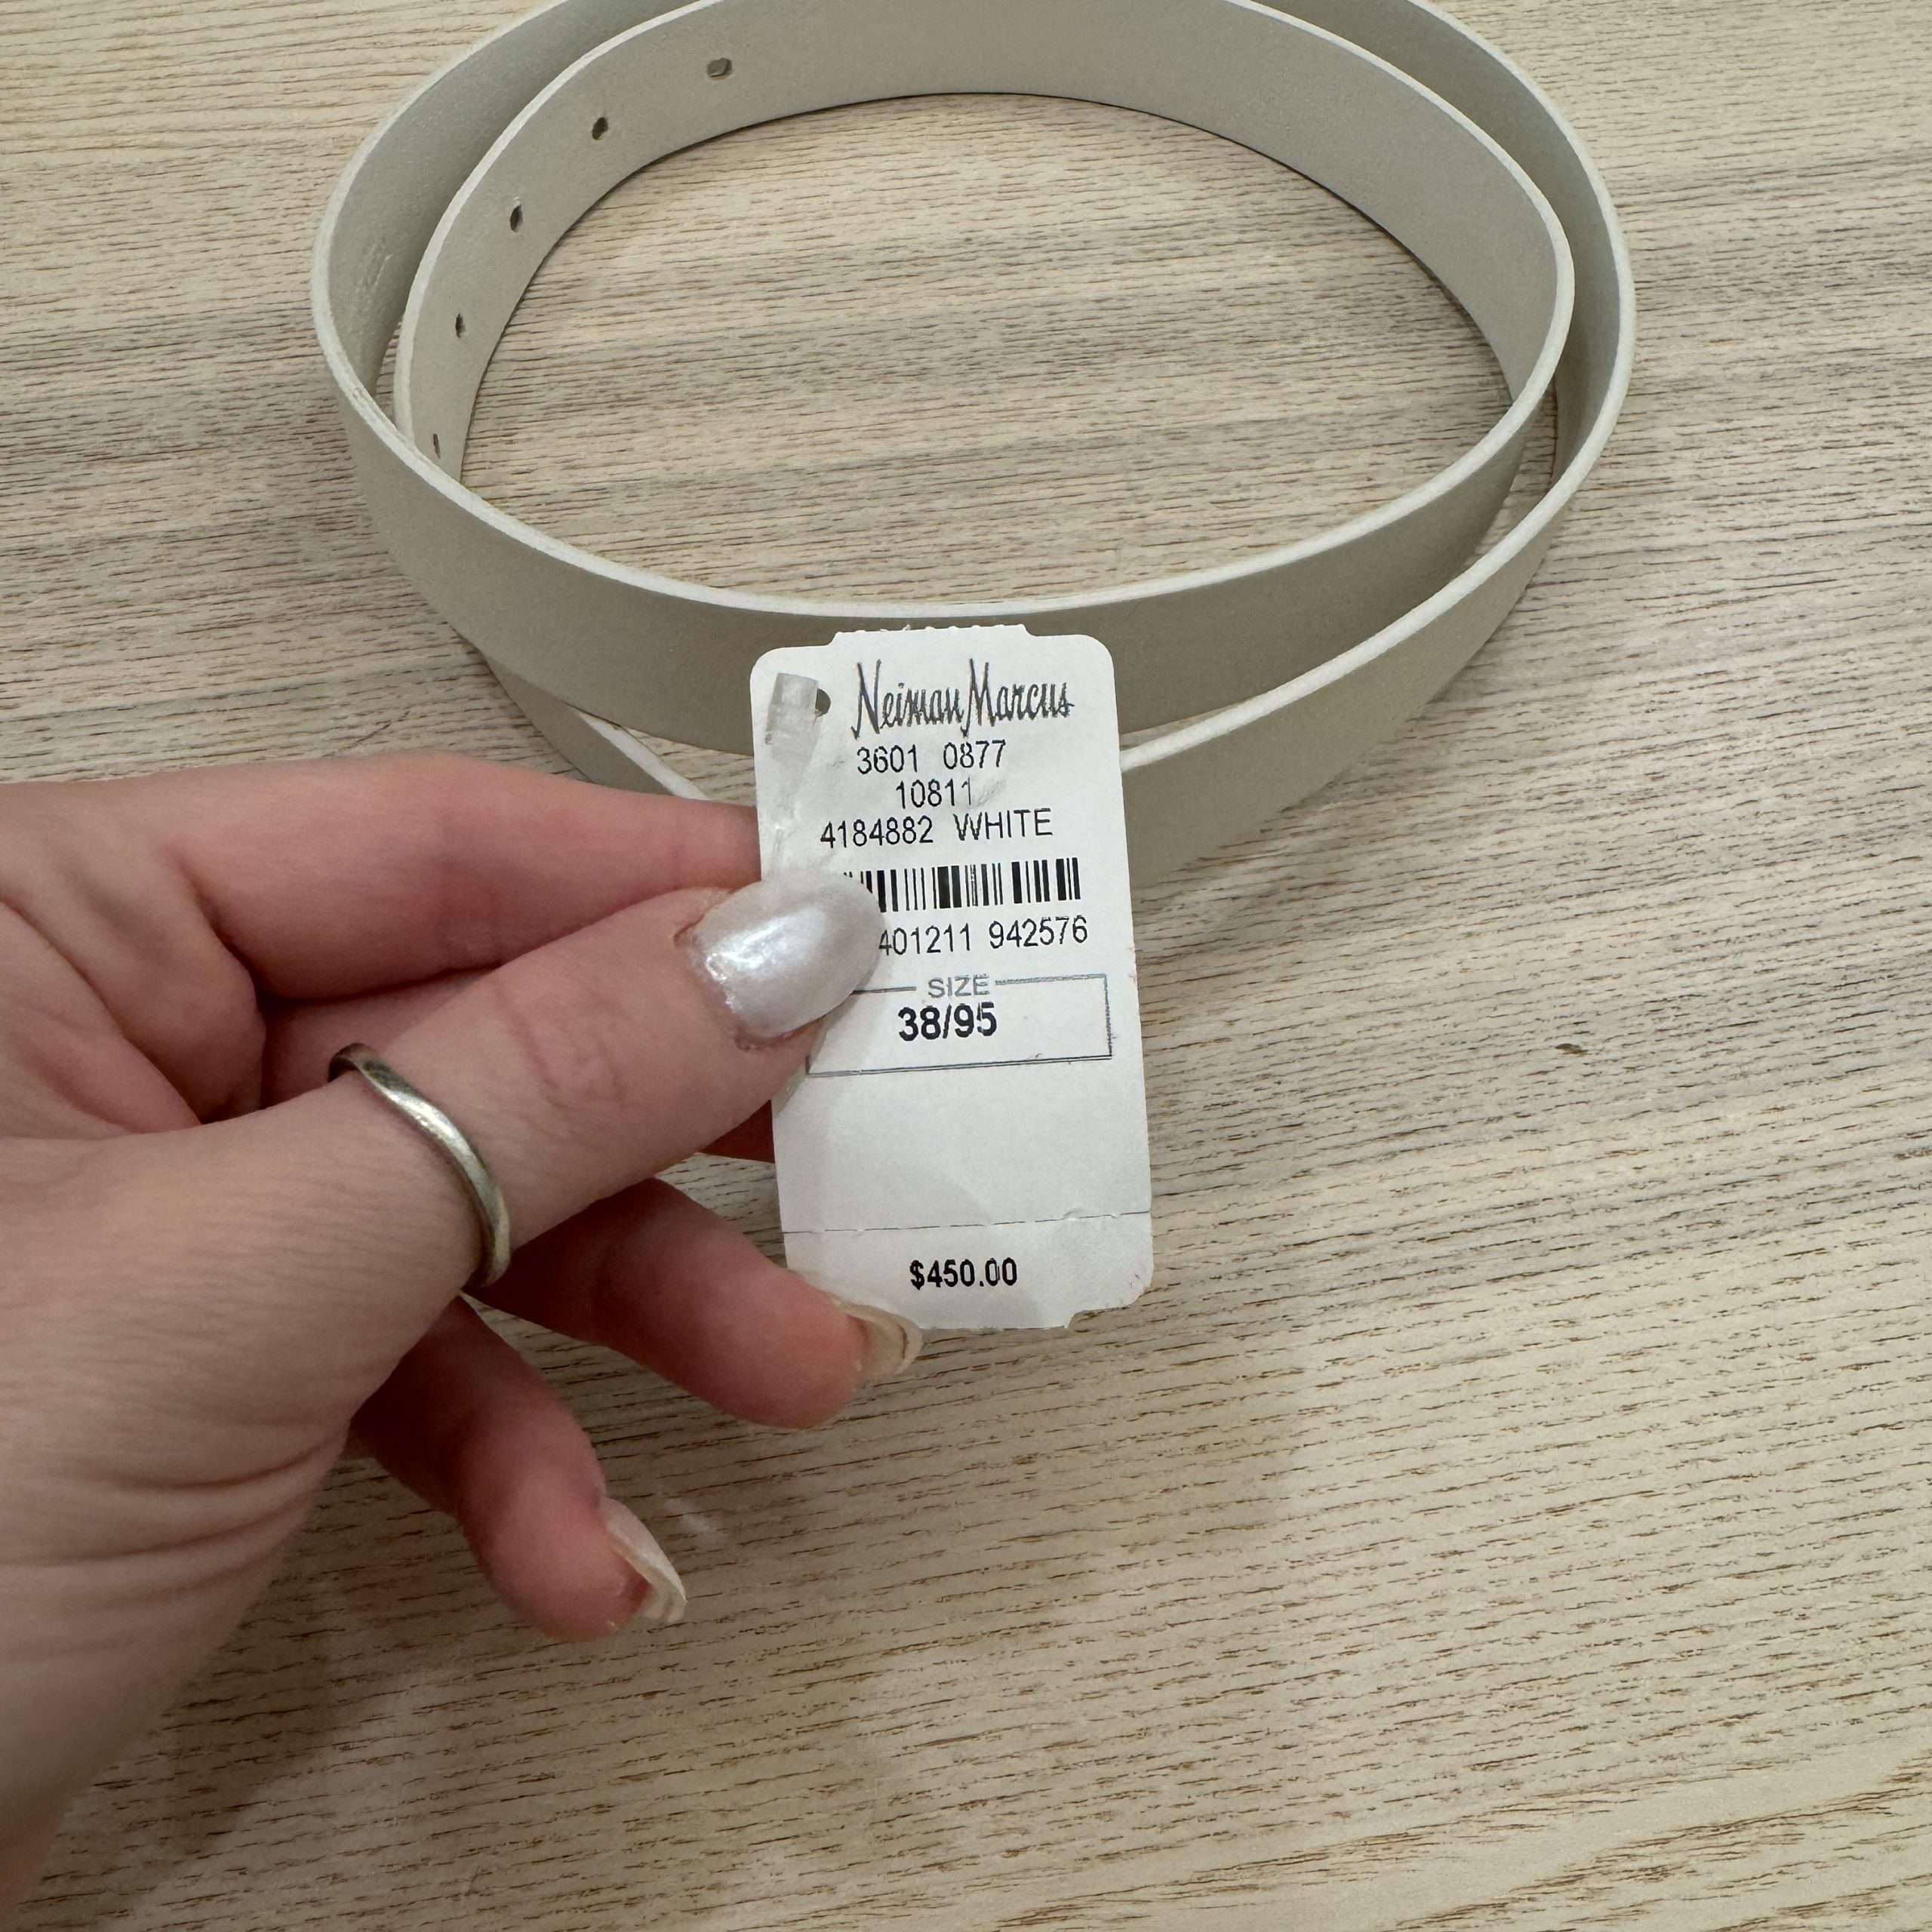 Neiman Marcus
3601 0877
10811
4184882 WHITE
401211 942576
SIZE
38/95
$450.00